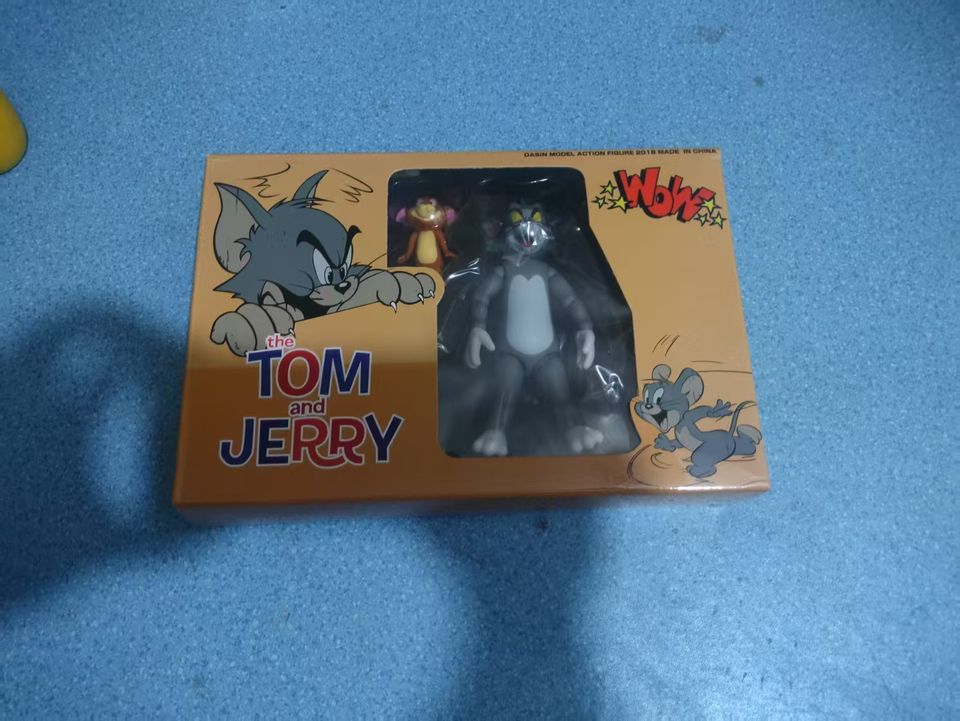 DASIN MODEL ACTION FIGURE 2018 MADE IN CHINA
WOW
the
TOM
and
JERRY